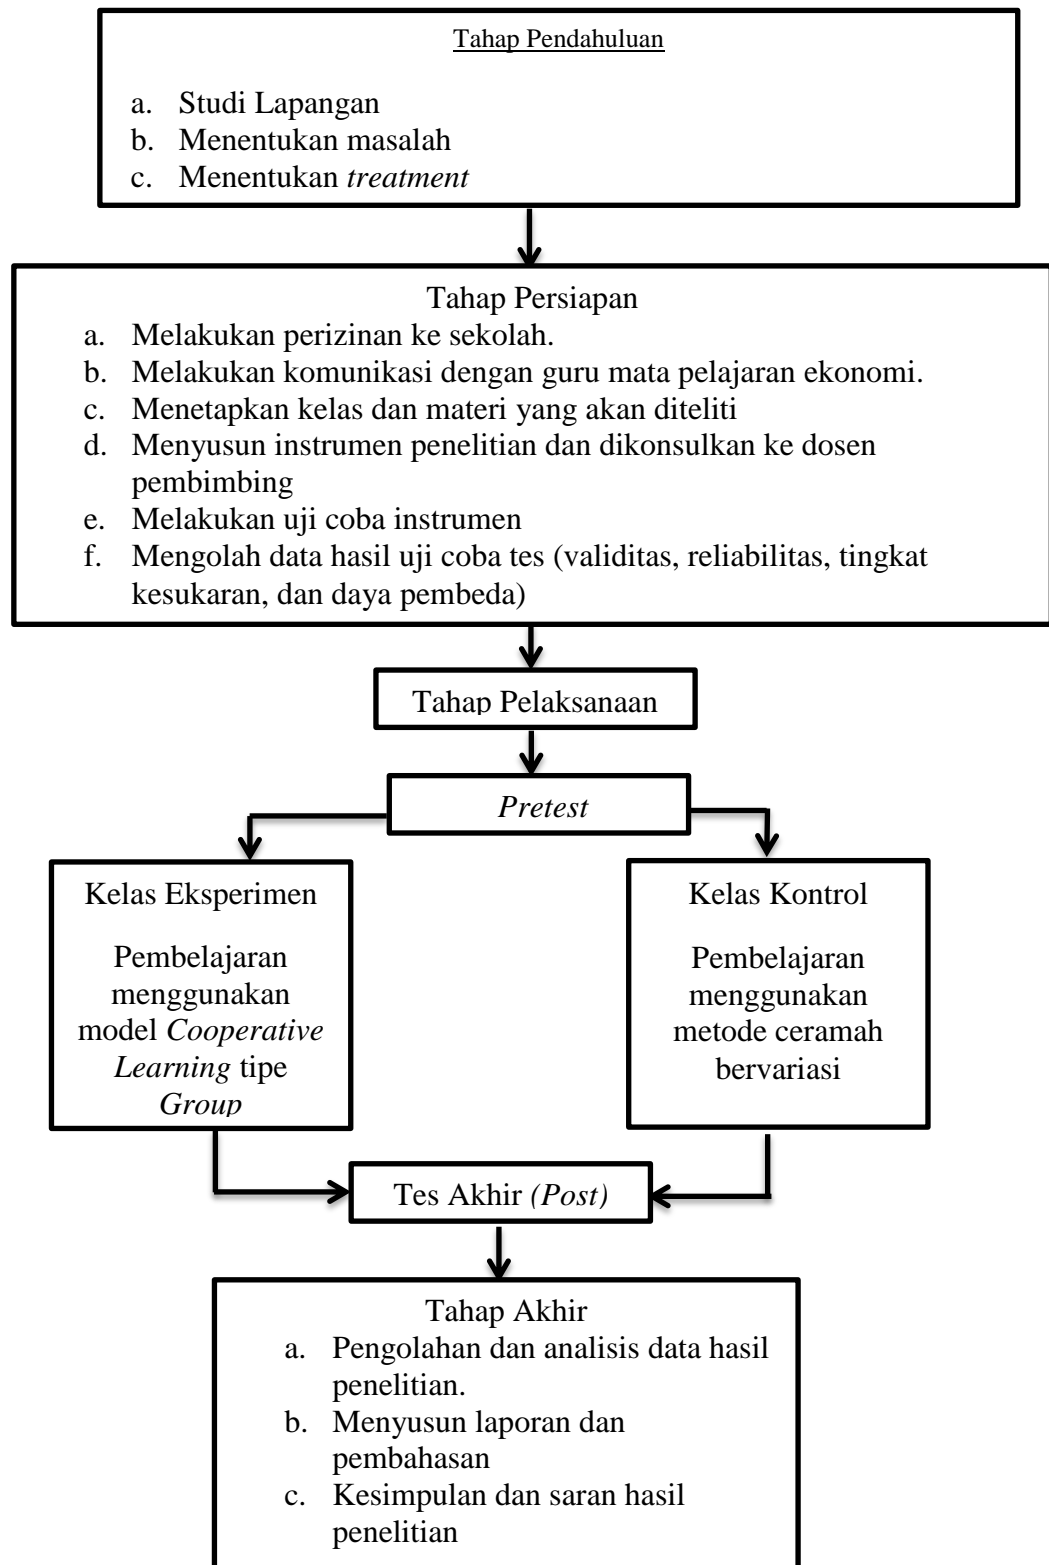 Tahap Pendahuluan
a. Studi Lapangan
b. Menentukan masalah
c. Menentukan treatment
Tahap Persiapan
a. Melakukan perizinan ke sekolah.
b. Melakukan komunikasi dengan guru mata pelajaran ekonomi.
c. Menetapkan kelas dan materi yang akan diteliti
d. Menyusun instrumen penelitian dan dikonsulkan ke dosen
pembimbing
e. Melakukan uji coba instrumen
f. Mengolah data hasil uji coba tes (validitas, reliabilitas, tingkat
kesukaran, dan daya pembeda)
Tahap Pelaksanaan
Pretest
Kelas Eksperimen
Pembelajaran
menggunakan
model Cooperative
Learning tipe
Group
Kelas Kontrol
Pembelajaran
menggunakan
metode ceramah
bervariasi
Tes Akhir (Post)
Tahap Akhir
a. Pengolahan dan analisis data hasil
penelitian.
b. Menyusun laporan dan
pembahasan
c. Kesimpulan dan saran hasil
penelitian